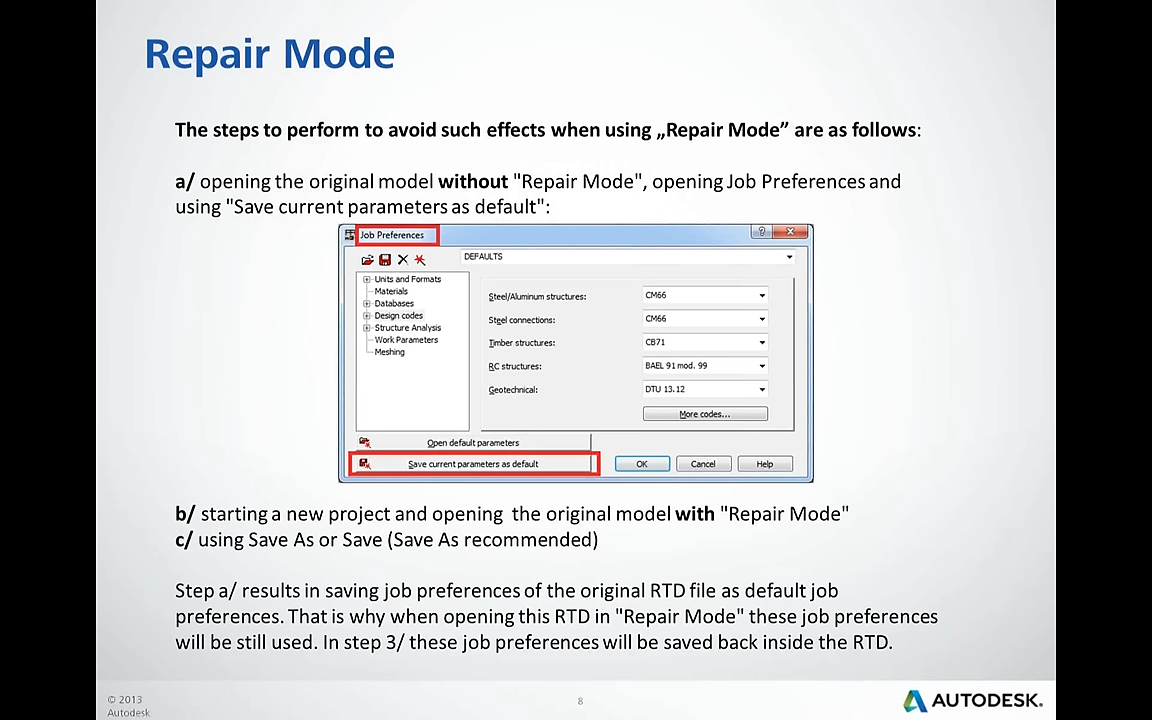 Repair Mode
The steps to perform to avoid such effects when using „Repair Mode” are as follows:
a/ opening the original model without "Repair Mode", opening Job Preferences and
using "Save current parameters as default":
Job Preferences
DEFAULTS
Units and Formats
Materials
Databases
Design codes
Structure Analysis
Work Parameters
Meshing
Steel/Aluminum structures: CM66
Steel connections: CM66
Timber structures: CB71
RC structures: BAEL 91 mod. 99
Geotechnical: DTU 13.12
More codes...
Open default parameters
Save current parameters as default
OK Cancel Help
b/ starting a new project and opening the original model with "Repair Mode"
c/ using Save As or Save (Save As recommended)
Step a/ results in saving job preferences of the original RTD file as default job
preferences. That is why when opening this RTD in "Repair Mode" these job preferences
will be still used. In step 3/ these job preferences will be saved back inside the RTD.
© 2013
Autodesk
8
AUTODESK.